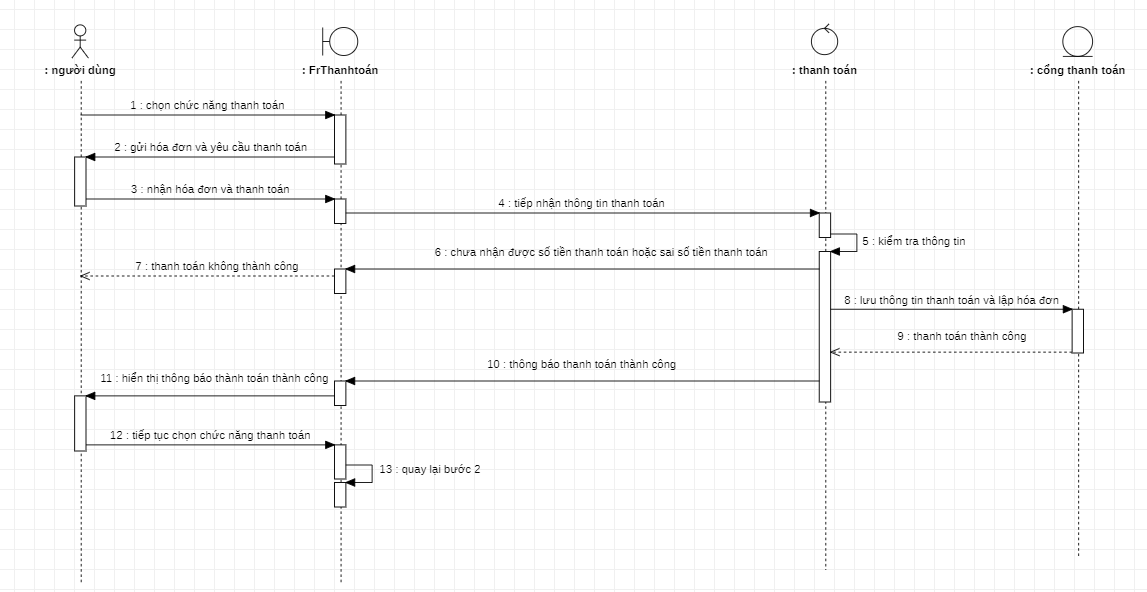 : người dùng
: FrThanhtoán
: thanh toán
: cổng thanh toán
1 : chọn chức năng thanh toán
2 : gửi hóa đơn và yêu cầu thanh toán
3 : nhận hóa đơn và thanh toán
4 : tiếp nhận thông tin thanh toán
5 : kiểm tra thông tin
6 : chưa nhận được số tiền thanh toán hoặc sai số tiền thanh toán
7 : thanh toán không thành công
8 : lưu thông tin thanh toán và lập hóa đơn
9 : thanh toán thành công
10 : thông báo thanh toán thành công
11 : hiển thị thông báo thành toán thành công
12 : tiếp tục chọn chức năng thanh toán
13 : quay lại bước 2